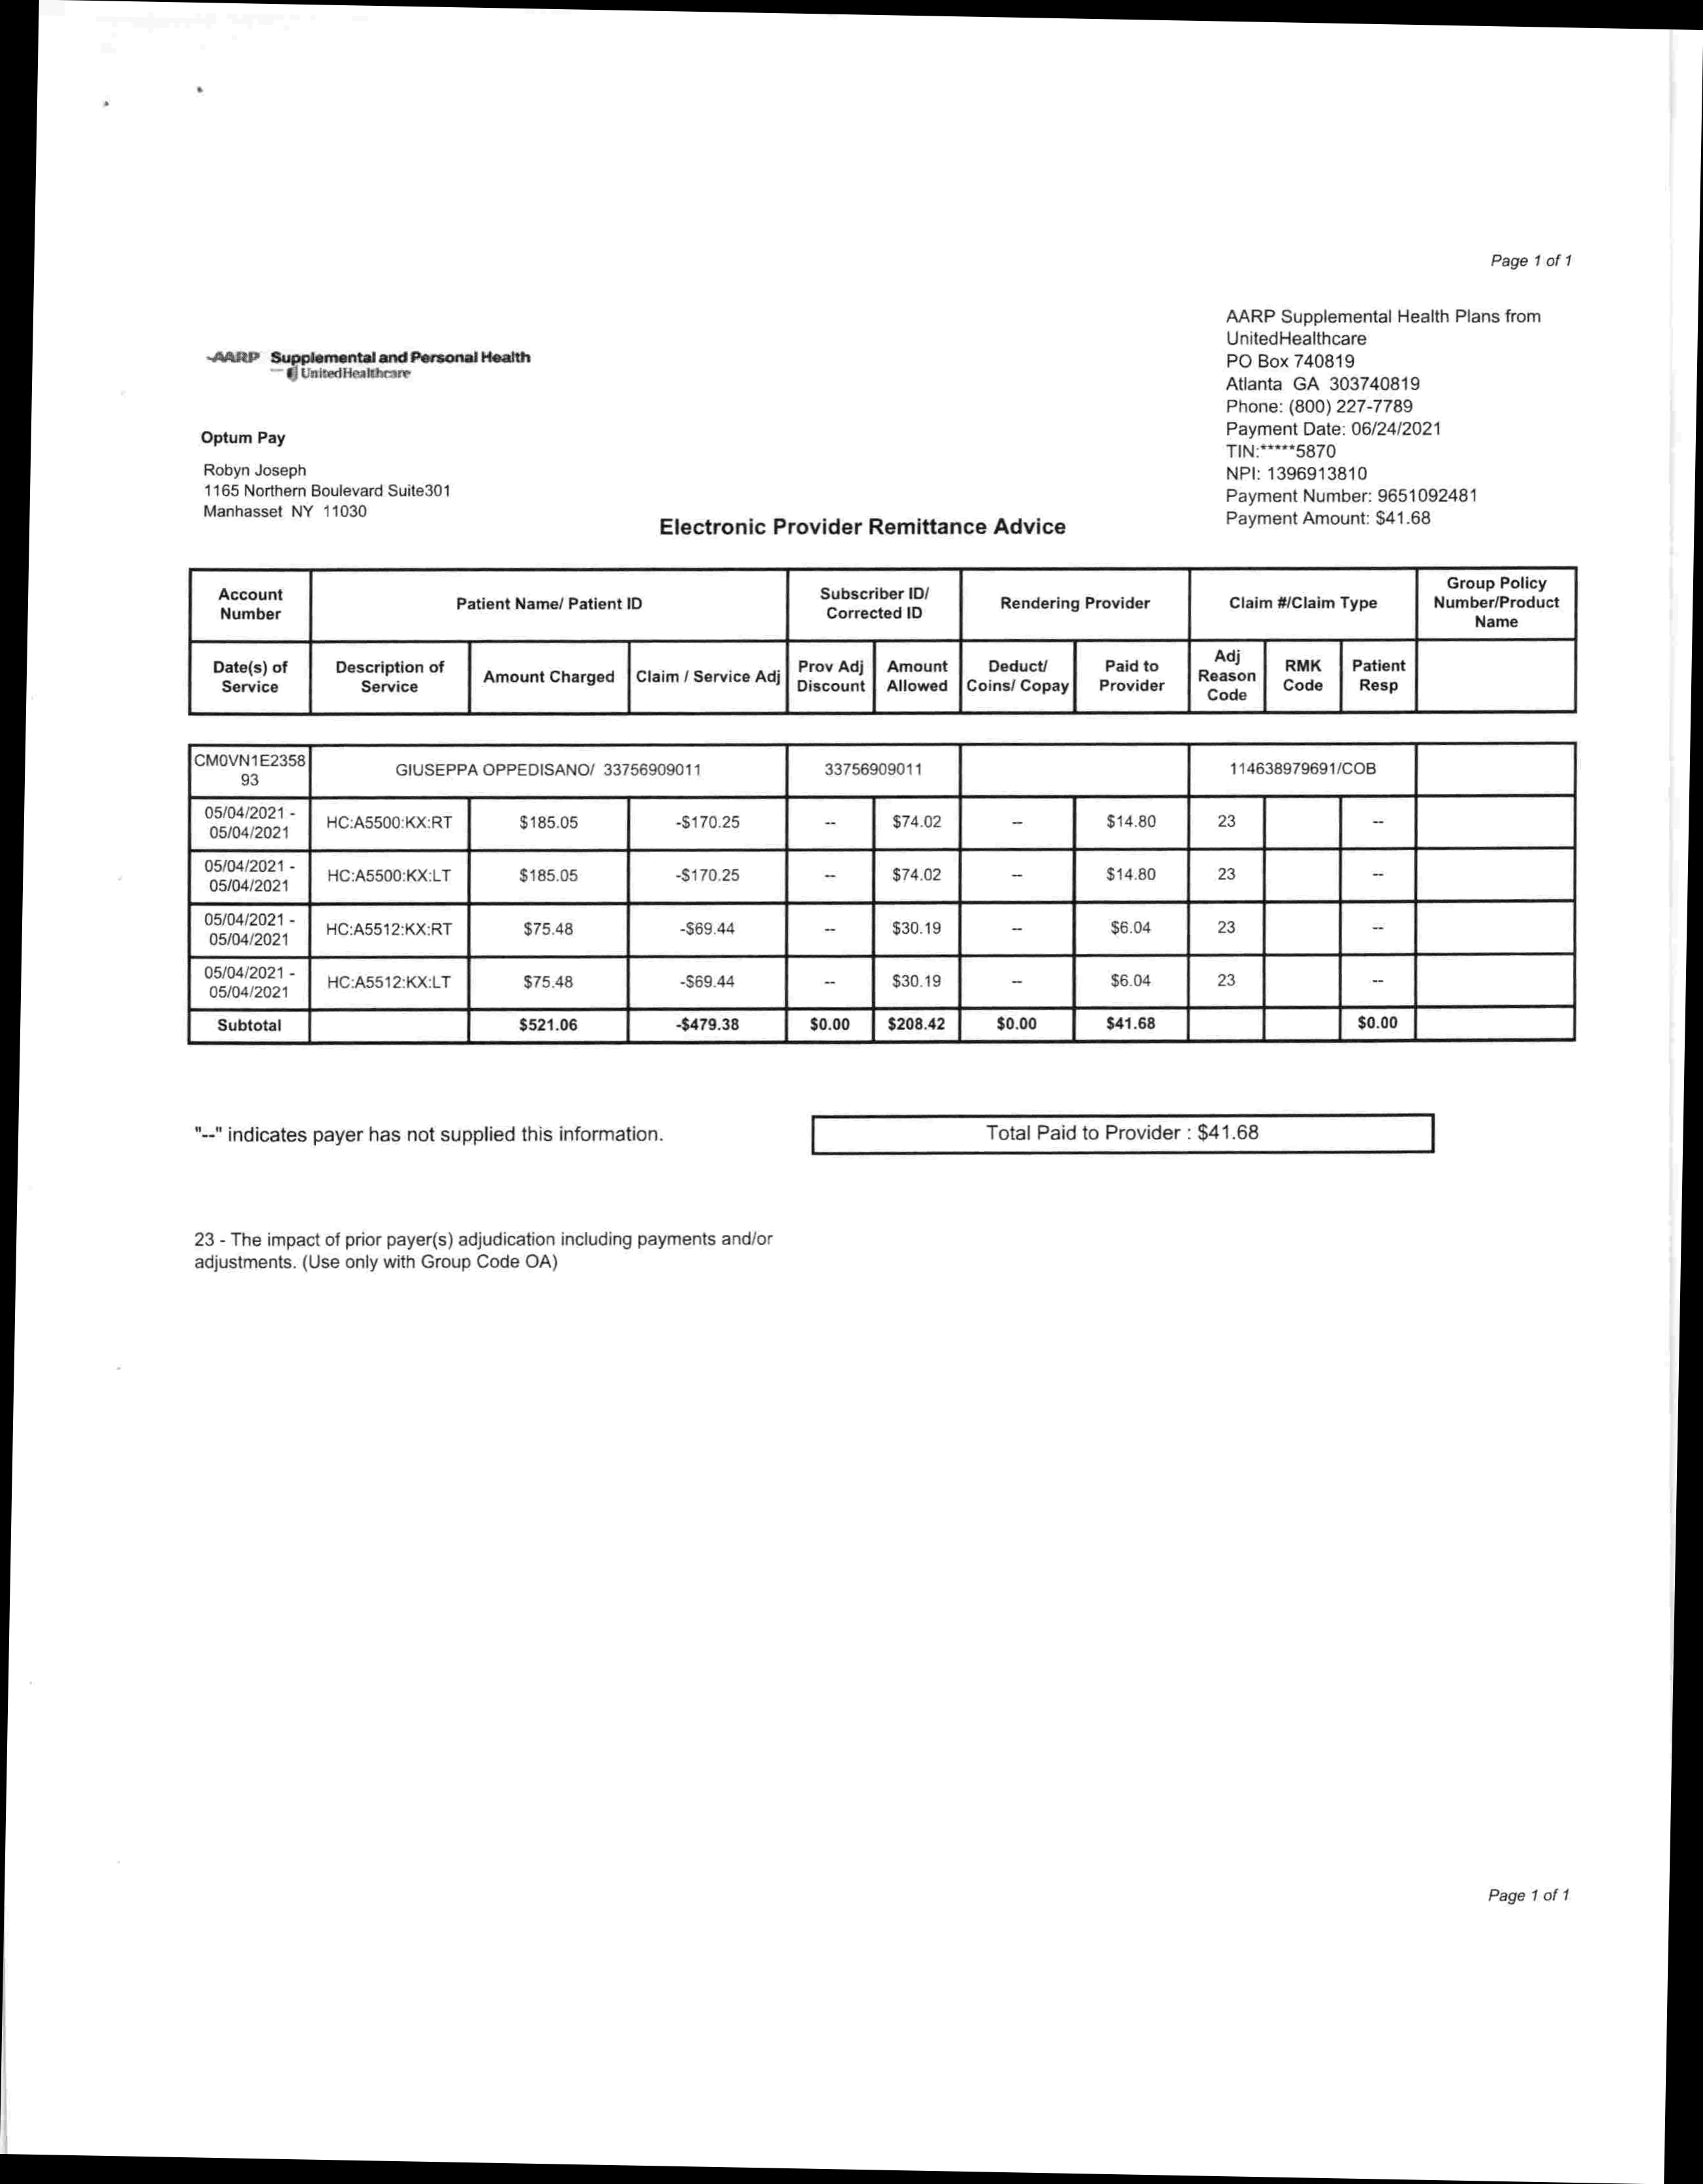 Page 1 of 1
AARP Supplemental and Personal Health
UnitedHealthcare
AARP Supplemental Health Plans from
UnitedHealthcare
PO Box 740819
Atlanta GA 303740819
Phone: (800) 227-7789
Payment Date: 06/24/2021
TIN:*****5870
NPI: 1396913810
Payment Number: 9651092481
Payment Amount: $41.68
Optum Pay
Robyn Joseph
1165 Northern Boulevard Suite301
Manhasset NY 11030
Electronic Provider Remittance Advice
Account Number | Patient Name/ Patient ID | Subscriber ID/ Corrected ID | Rendering Provider | Claim #/Claim Type | Group Policy Number/Product Name
Date(s) of Service | Description of Service | Amount Charged | Claim / Service Adj | Prov Adj Discount | Amount Allowed | Deduct/ Coins/ Copay | Paid to Provider | Adj Reason Code | RMK Code | Patient Resp
CM0VN1E235893 | GIUSEPPA OPPEDISANO/ 33756909011 | 33756909011 | 114638979691/COB
05/04/2021 - 05/04/2021 | HC:A5500:KX:RT | $185.05 | -$170.25 | -- | $74.02 | -- | $14.80 | 23 | --
05/04/2021 - 05/04/2021 | HC:A5500:KX:LT | $185.05 | -$170.25 | -- | $74.02 | -- | $14.80 | 23 | --
05/04/2021 - 05/04/2021 | HC:A5512:KX:RT | $75.48 | -$69.44 | -- | $30.19 | -- | $6.04 | 23 | --
05/04/2021 - 05/04/2021 | HC:A5512:KX:LT | $75.48 | -$69.44 | -- | $30.19 | -- | $6.04 | 23 | --
Subtotal | $521.06 | -$479.38 | $0.00 | $208.42 | $0.00 | $41.68 | $0.00
"--" indicates payer has not supplied this information.
Total Paid to Provider : $41.68
23 - The impact of prior payer(s) adjudication including payments and/or
adjustments. (Use only with Group Code OA)
Page 1 of 1